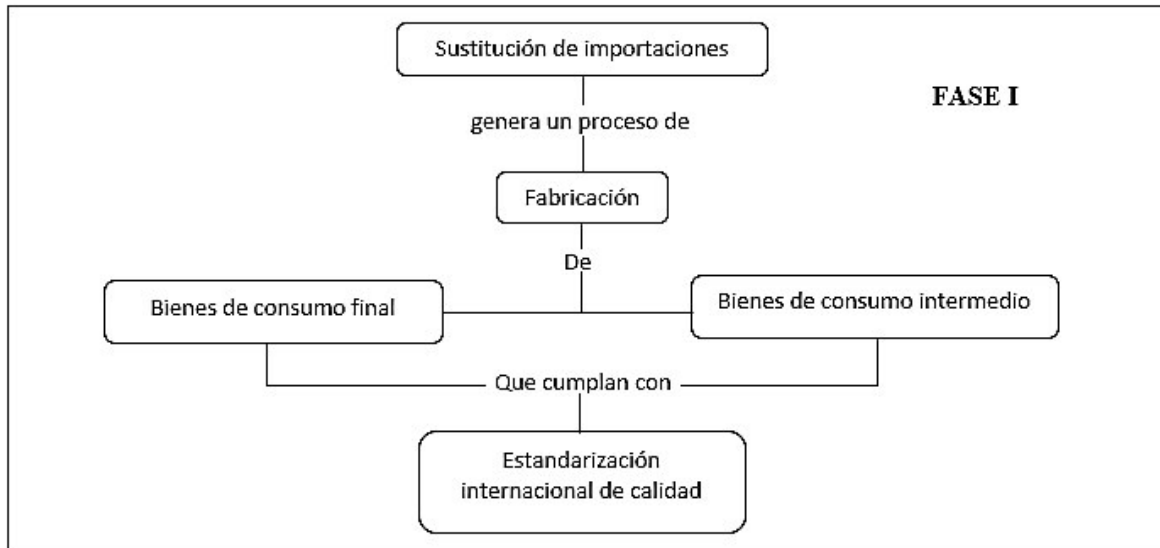 Sustitución de importaciones
FASE I
genera un proceso de
Fabricación
De
Bienes de consumo final
Bienes de consumo intermedio
Que cumplan con
Estandarización
internacional de calidad